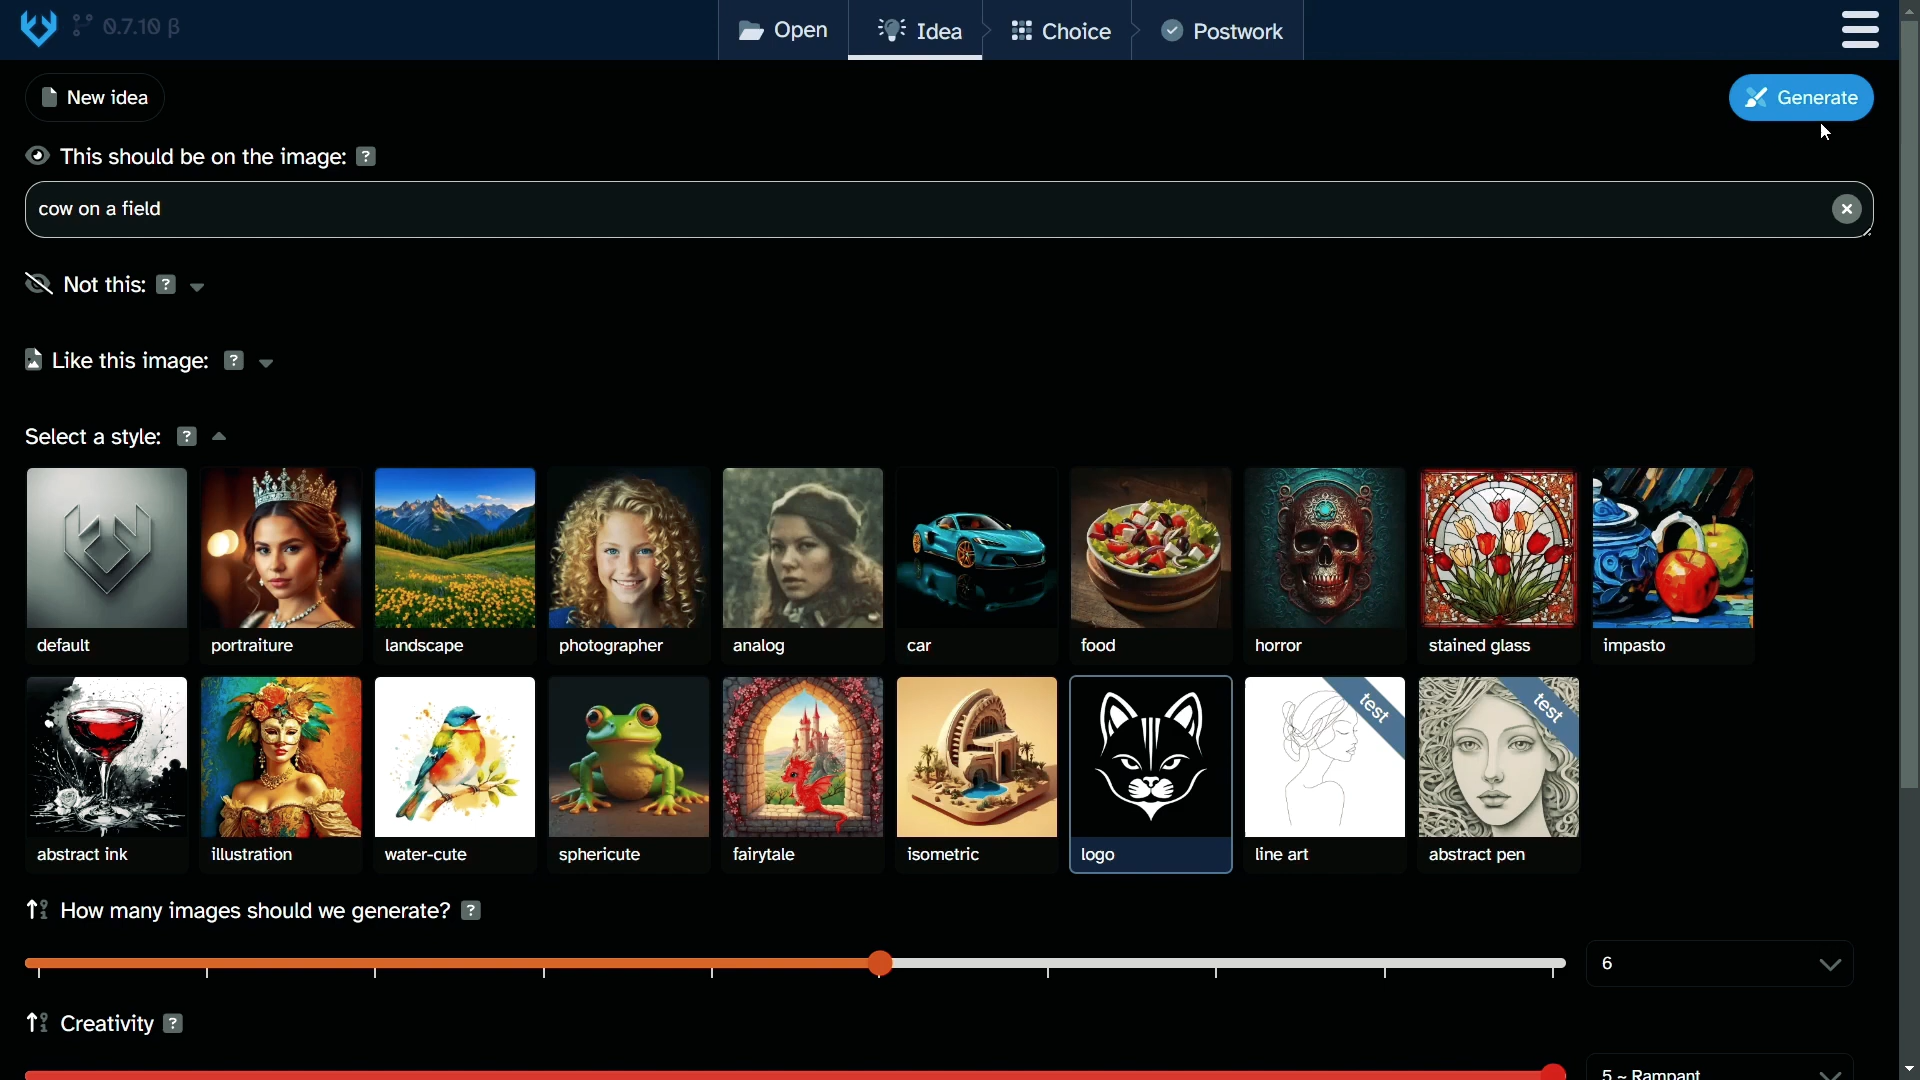 0.7.10 β
Open
Idea
Choice
Postwork
New idea
Generate
This should be on the image: ?
cow on a field
Not this: ?
Like this image: ?
Select a style: ?
default
portraiture
landscape
photographer
analog
car
food
horror
stained glass
impasto
abstract ink
illustration
water-cute
sphericute
fairytale
isometric
logo
test
line art
test
abstract pen
How many images should we generate? ?
6
Creativity ?
5 ~ Rampant